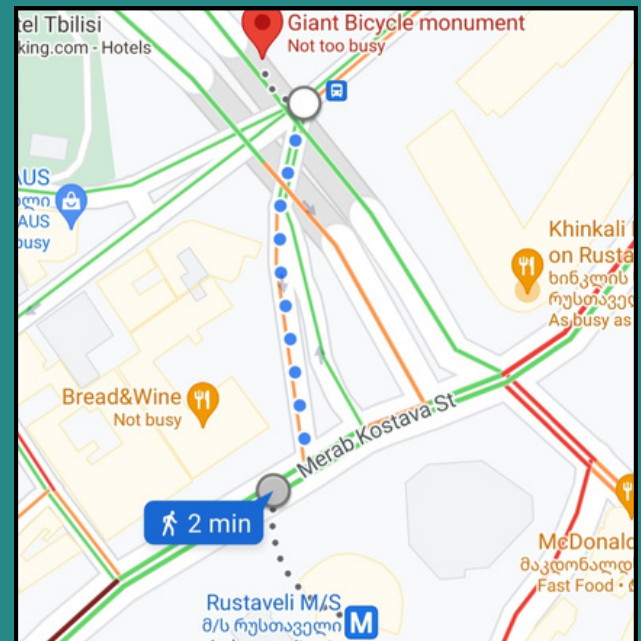 tel Tbilisi
king.com - Hotels
Giant Bicycle monument
Not too busy
AUS
ლი
AUS
busy
Khinkali
on Rusta
ხინკლის
რუსთაველ
As busy as
Bread&Wine
Not busy
Merab Kostava St
2 min
McDonald
მაკდონალდ
Fast Food •
Rustaveli M/S
მ/ს რუსთაველი
M